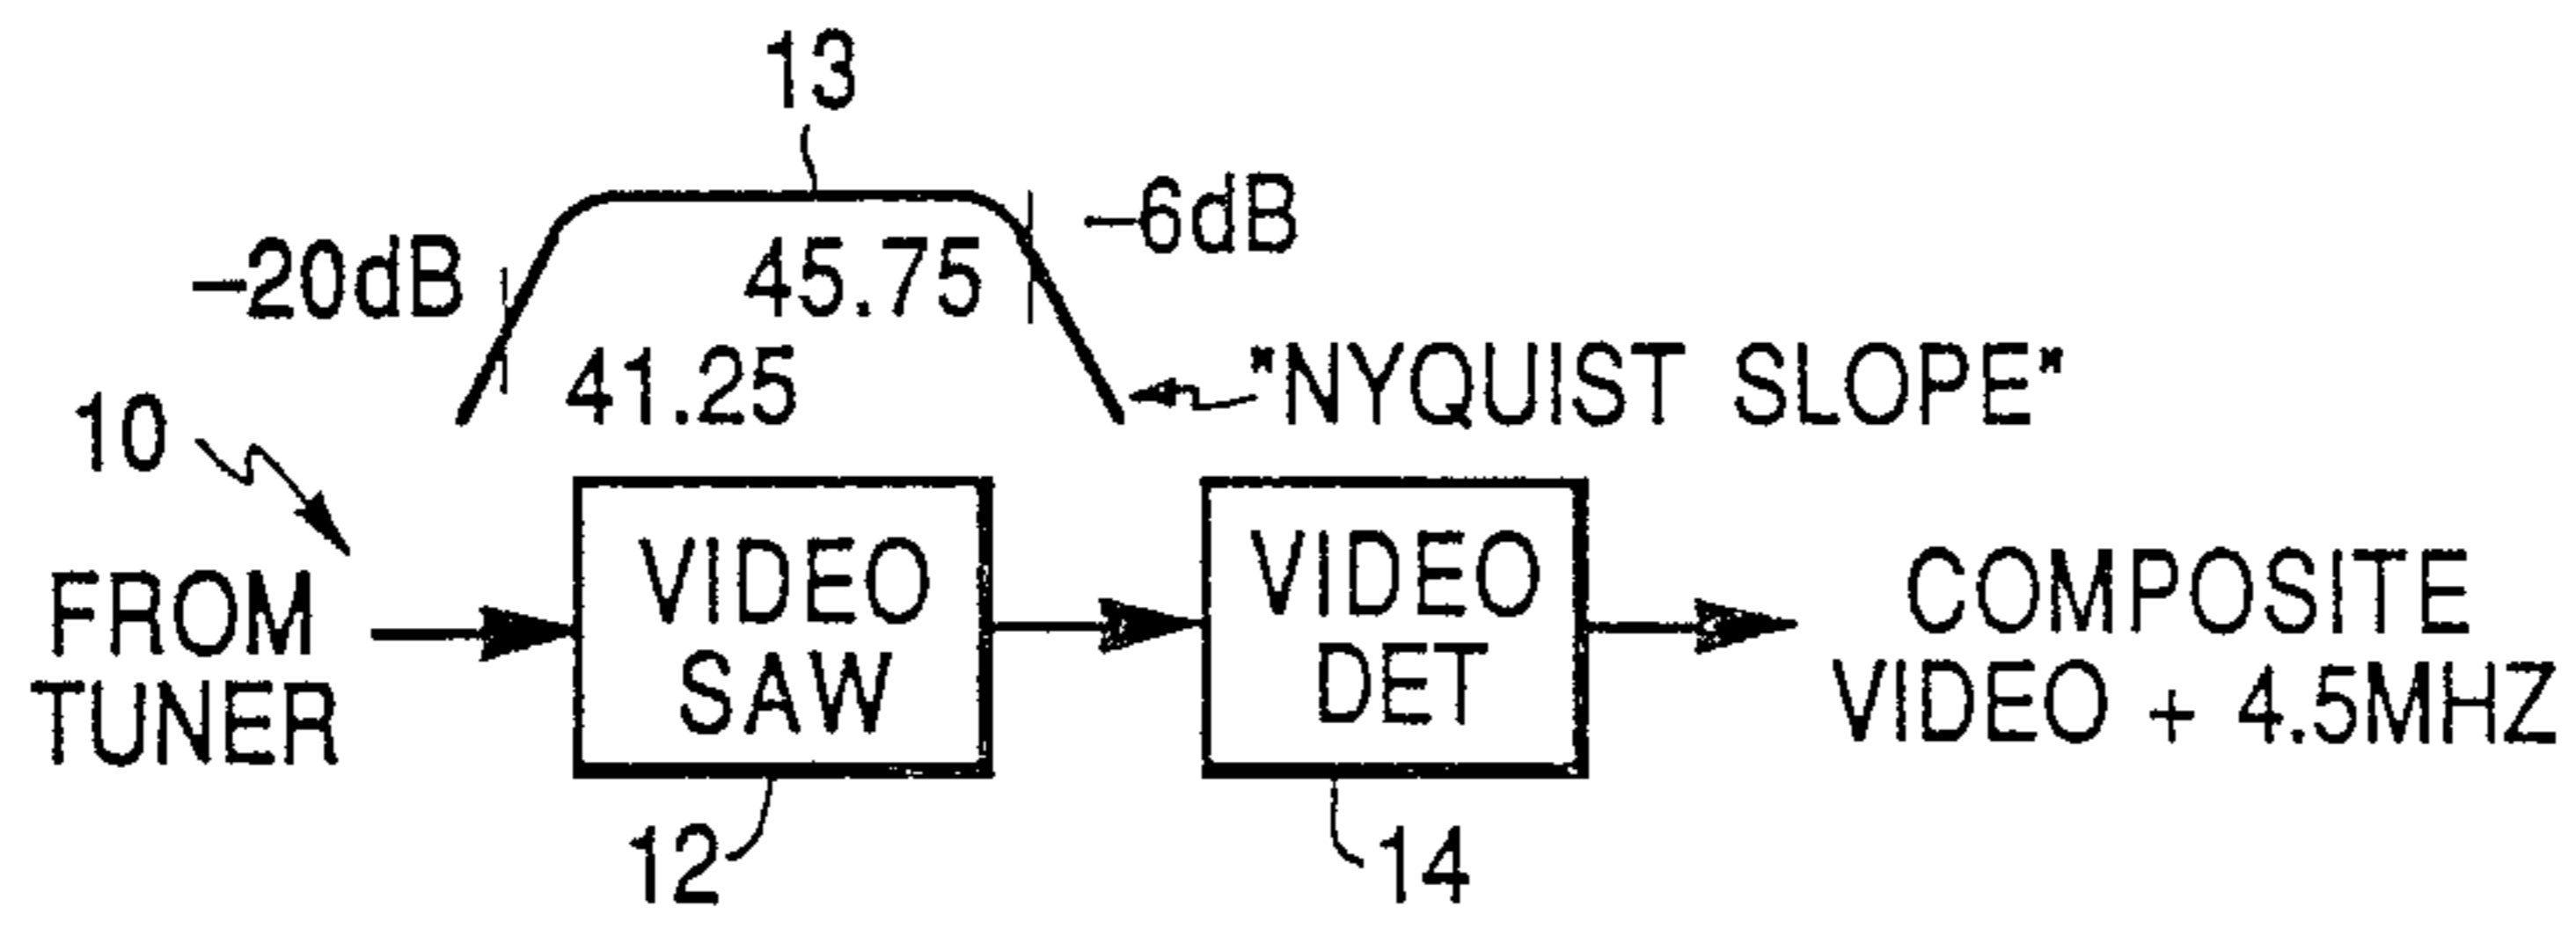 13
–6dB
–20dB
45.75
41.25
"NYQUIST SLOPE"
10
FROM
TUNER
VIDEO
SAW
VIDEO
DET
COMPOSITE
VIDEO + 4.5MHZ
12
14